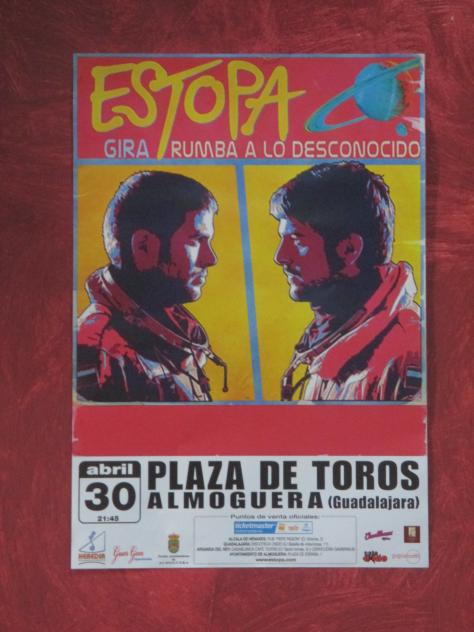 ESTOPA
GIRA RUMBA A LO DESCONOCIDO
abril
30
21:45
PLAZA DE TOROS
ALMOGUERA (Guadalajara)
Puntos de venta oficiales:
ticketmaster
HEREDIA
www.estopa.com